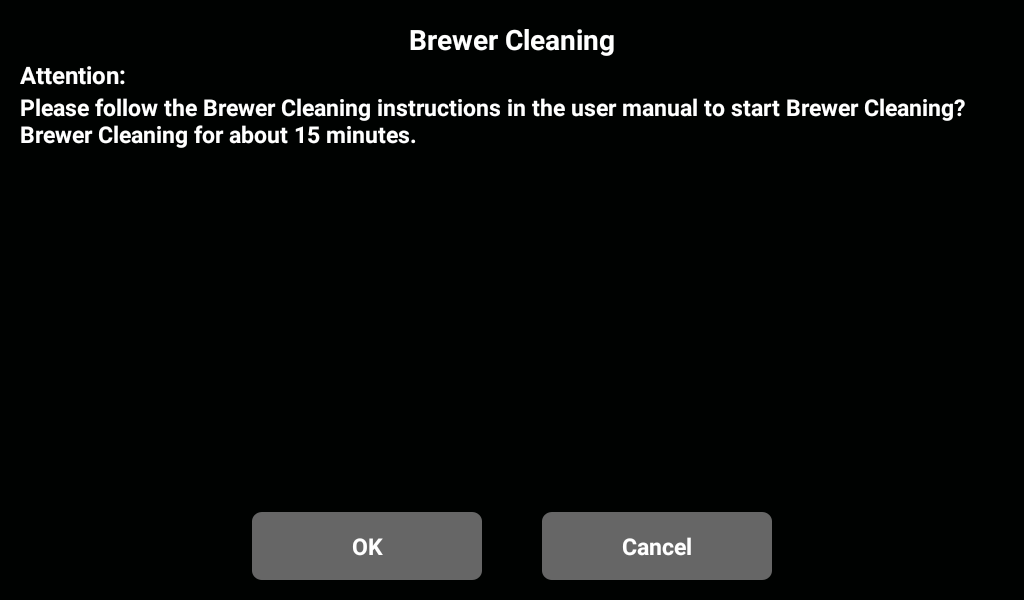 Brewer Cleaning
Attention:
Please follow the Brewer Cleaning instructions in the user manual to start Brewer Cleaning?
Brewer Cleaning for about 15 minutes.
OK
Cancel